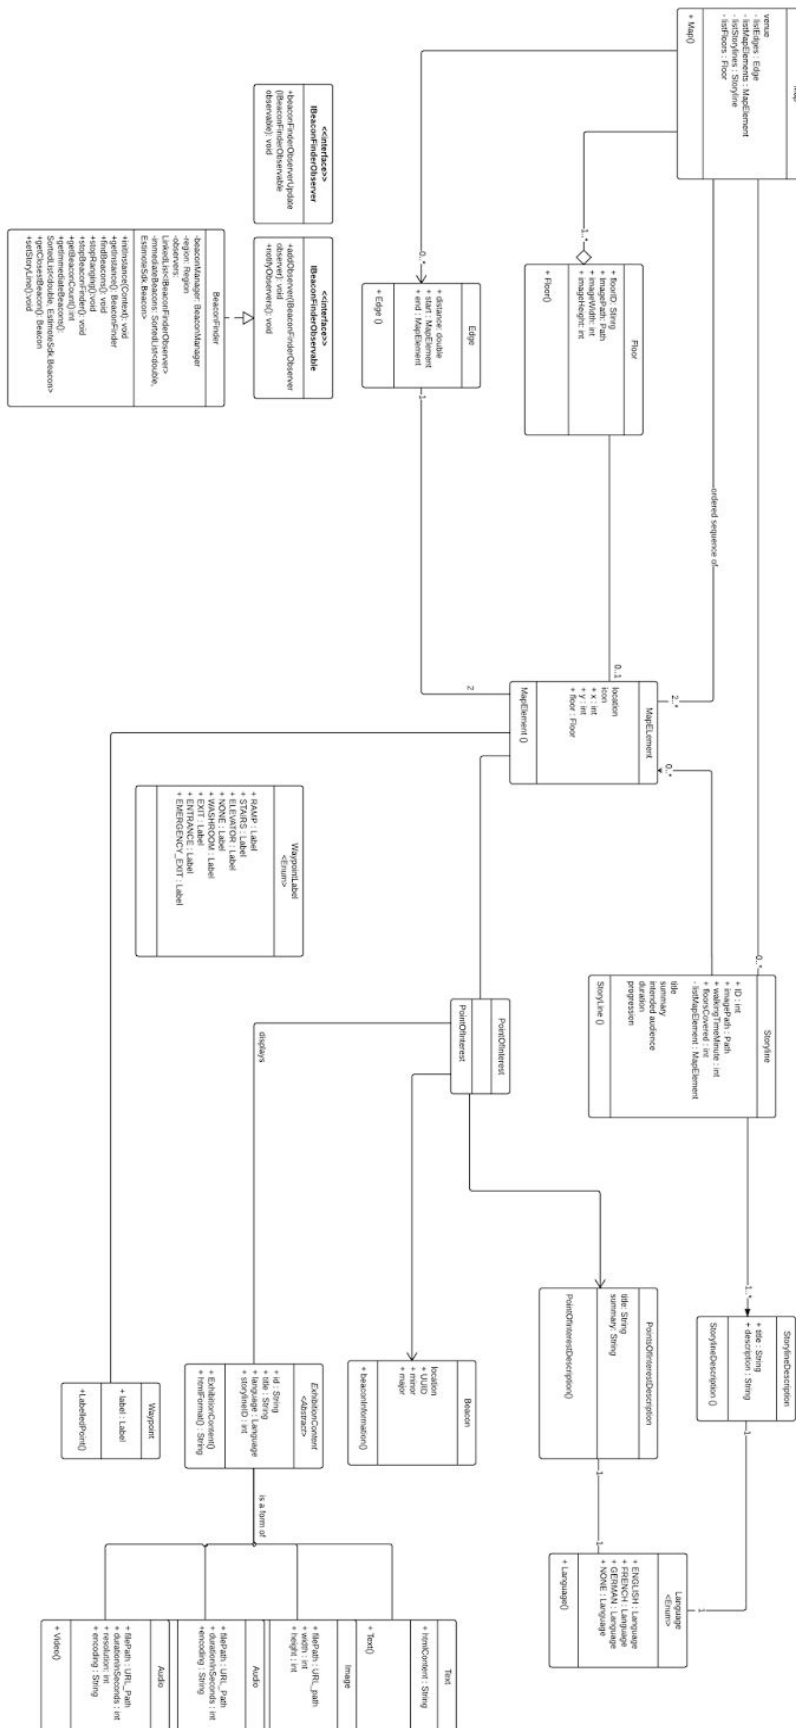 Map
venue
- listEdges : Edge
- listMapElements : MapElement
- listStorylines : Storyline
- listFloors : Floor
+ Map()
ordered sequence of
0..*
1..*
2..*
0..*
<<interface>>
IBeaconFinderObserver
+beaconFinderObserverUpdate
(IBeaconFinderObservable
observable): void
<<interface>>
IBeaconFinderObservable
+addObserver(IBeaconFinderObserver
observer): void
+notifyObservers(): void
BeaconFinder
-beaconManager: BeaconManager
-region: Region
-observers:
LinkedList<IBeaconFinderObserver>
-immediateBeacons: SortedList<double,
EstimoteSdk.Beacon>
+initInstance(Context): void
+getInstance(): BeaconFinder
+findBeacons(): void
+stopRanging():void
+stopBeaconFinder(): void
+getBeaconCount():int
+getImmediateBeacons():
SortedList<double, EstimoteSdk.Beacon>
+getClosestBeacon(): Beacon
+setStoryLine():void
Floor
+ floorID: String
+ ImagePath: Path
+ imageWidth: int
+ imageHeight: int
+ Floor()
Edge
+ distance: double
+ start : MapElement
+ end : MapElement
+ Edge ()
1
2
0..1
MapELement
location
icon
+ x : int
+ y : int
+ floor : Floor
MapElement ()
0..*
WaypointLabel
<Enum>
+ RAMP : Label
+ STAIRS : Label
+ ELEVATOR : Label
+ NONE : Label
+ WASHROOM : Label
+ EXIT : Label
+ ENTRANCE : Label
+ EMERGENCY_EXIT : Label
Storyline
+ ID : int
+ imagePath : Path
+ walkingTimeMinute : int
+ floorsCovered : int
- listMapElement : MapElement
title
summary
intended audience
duration
progression
StoryLine ()
PointOfInterest
PointOfInterest
displays
1..*
StorylineDescription
+ title : String
+ description : String
StorylineDescription ()
1
1
PointsOfInterestDescription
title: String
summary: String
PointOfInterestDescription()
1
1
Beacon
location
+ UUID
+ minor
+ major
+ beaconInformation()
ExhibitionContent
<Abstract>
+ id : String
+ title : String
+ language : Language
+ storylineID : int
+ ExhibitionContent()
+ htmlFormat() : String
is a form of
Waypoint
+ label : Label
+LabelledPoint()
Language
<Enum>
+ ENGLISH : Language
+ FRENCH : Language
+ GERMAN : Language
+ NONE : Language
+ Language()
Text
+ htmlContent : String
+ Text()
Image
+ filePath : URL_path
+ width : int
+ height : int
Audio
+ filePath : URL_Path
+ durationInSeconds : int
+encoding : String
Audio
+ filePath : URL_Path
+ durationInSeconds : int
+ resolution: int
+ encoding : String
+ Video()